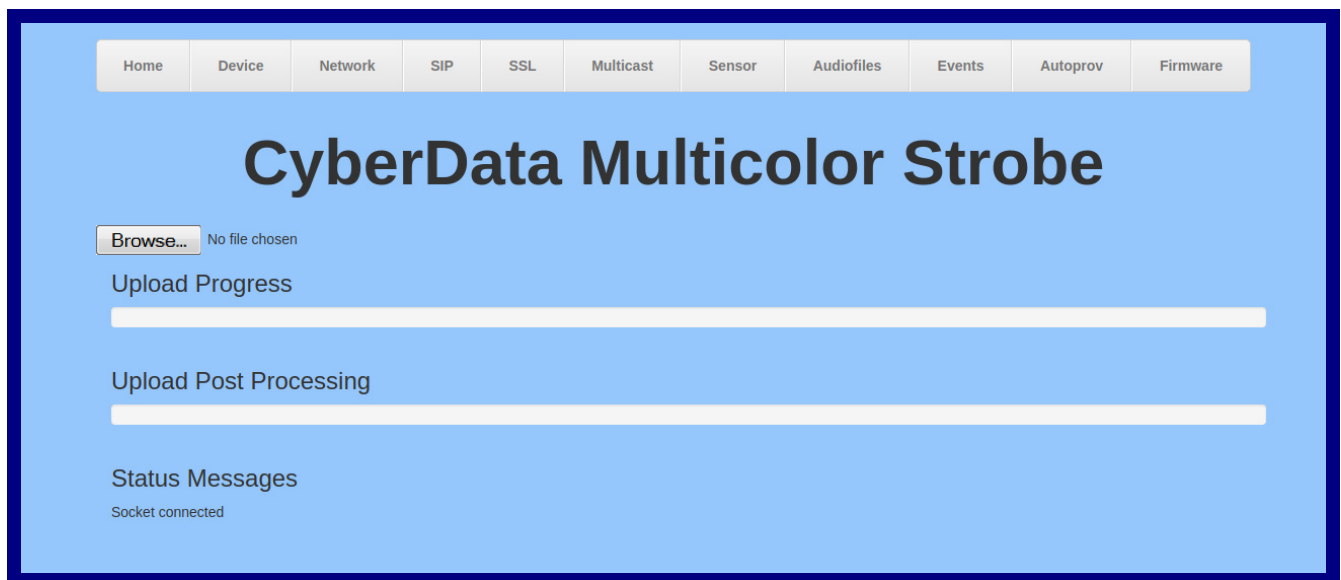 Home Device Network SIP SSL Multicast Sensor Audiofiles Events Autoprov Firmware
CyberData Multicolor Strobe
Browse... No file chosen
Upload Progress
Upload Post Processing
Status Messages
Socket connected